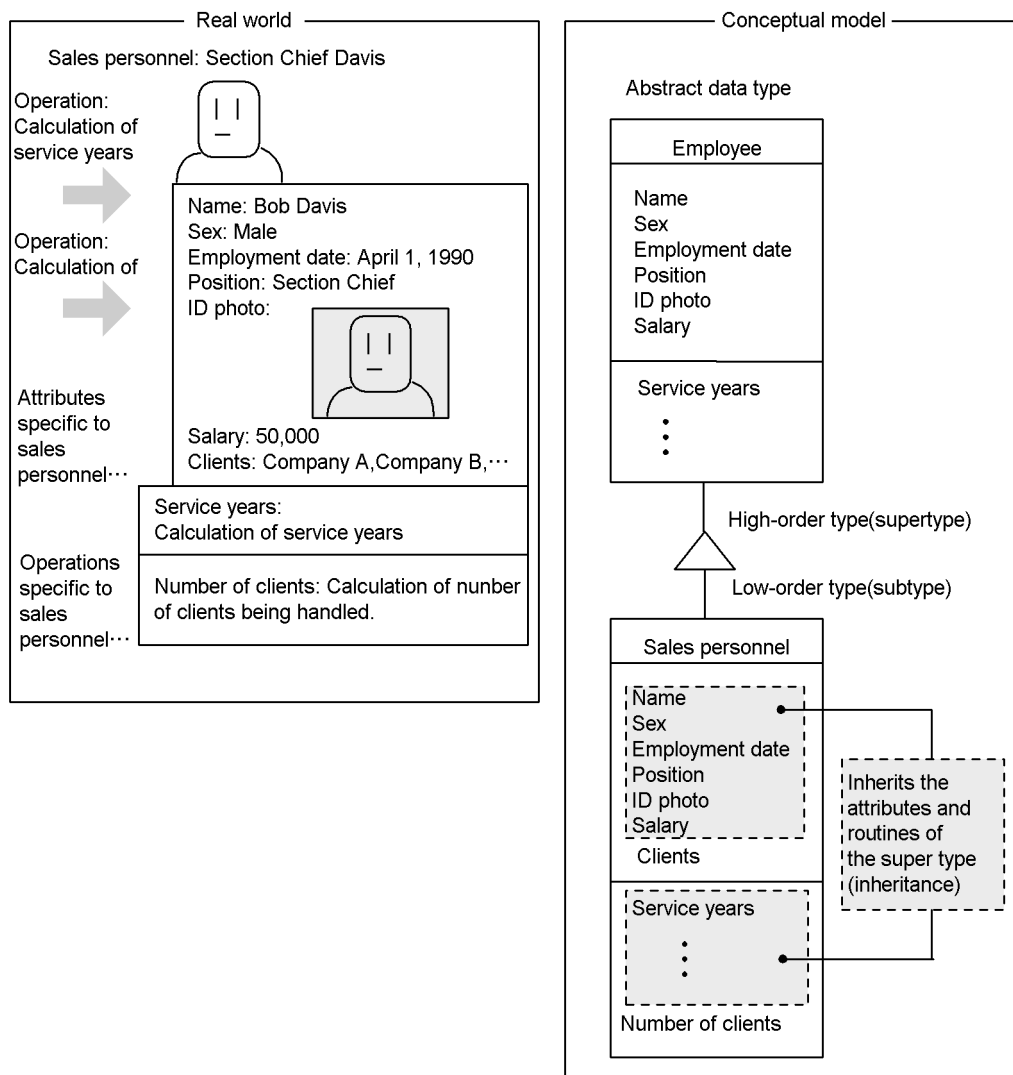 Real world
Sales personnel: Section Chief Davis
Operation:
Calculation of
service years
Operation:
Calculation of
Name: Bob Davis
Sex: Male
Employment date: April 1, 1990
Position: Section Chief
ID photo:
Salary: 50,000
Clients: Company A,Company B,···
Attributes
specific to
sales
personnel···
Service years:
Calculation of service years
Operations
specific to
sales
personnel···
Number of clients: Calculation of nunber
of clients being handled.
Conceptual model
Abstract data type
Employee
Name
Sex
Employment date
Position
ID photo
Salary
Service years
High-order type(supertype)
Low-order type(subtype)
Sales personnel
Name
Sex
Employment date
Position
ID photo
Salary
Clients
Service years
Number of clients
Inherits the
attributes and
routines of
the super type
(inheritance)